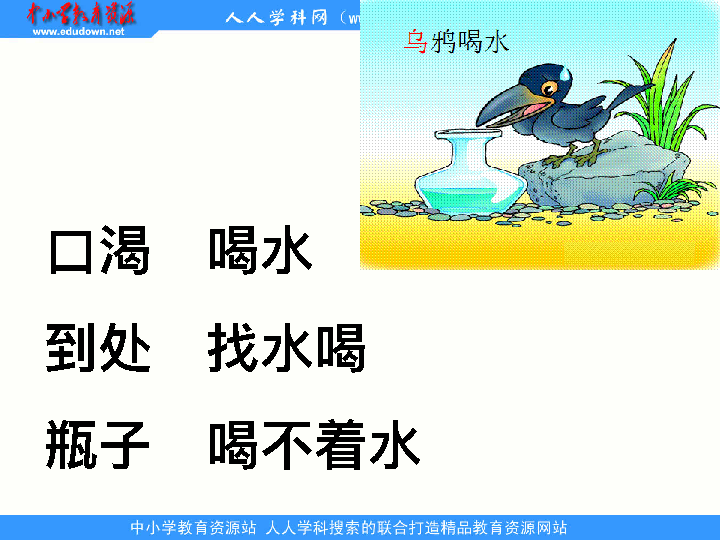 中小学教育资源
www.edudown.net
人人学科网（w
乌鸦喝水
口渴 喝水
到处 找水喝
瓶子 喝不着水
中小学教育资源站 人人学科搜索的联合打造精品教育资源网站